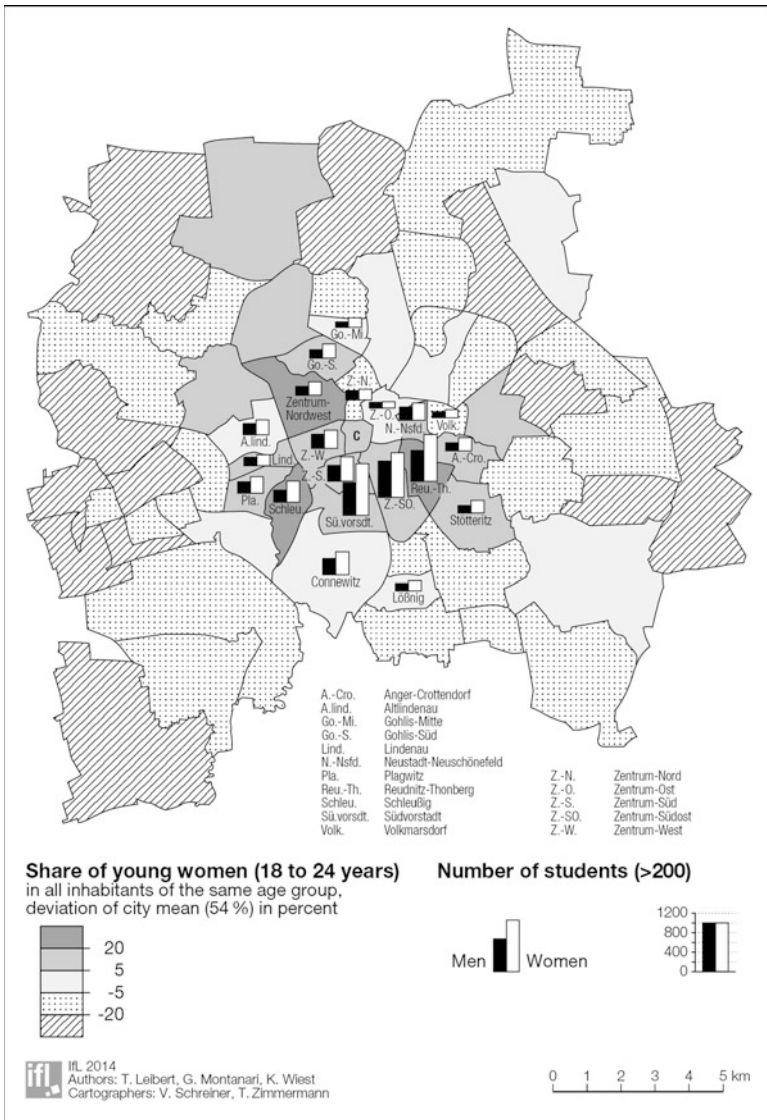 Go.-Mi.
Go.-S.
Z.-N.
Zentrum-
Nordwest
Z.-O.
N.-Nsfd.
Volk.
A.lind.
Z.-W
C
A.-Cro.
Lind.
Z.-S.
Reu.-Th.
Pla.
Schleu.
Z.-SO.
Sü.vorsdt.
Stötteritz
Connewitz
Lößnig
A.-Cro. Anger-Crottendorf
A.lind. Altlindenau
Go.-Mi. Gohlis-Mitte
Go.-S. Gohlis-Süd
Lind. Lindenau
N.-Nsfd. Neustadt-Neuschönefeld
Pla. Plagwitz Z.-N. Zentrum-Nord
Reu.-Th. Reudnitz-Thonberg Z.-O. Zentrum-Ost
Schleu. Schleußig Z.-S. Zentrum-Süd
Sü.vorsdt. Südvorstadt Z.-SO. Zentrum-Südost
Volk. Volkmarsdorf Z.-W. Zentrum-West
Share of young women (18 to 24 years)
in all inhabitants of the same age group,
deviation of city mean (54 %) in percent
20
5
-5
-20
Number of students (>200)
Men Women
1200
800
400
0
ifl
IfL 2014
Authors: T. Leibert, G. Montanari, K. Wiest
Cartographers: V. Schreiner, T. Zimmermann
0 1 2 3 4 5 km